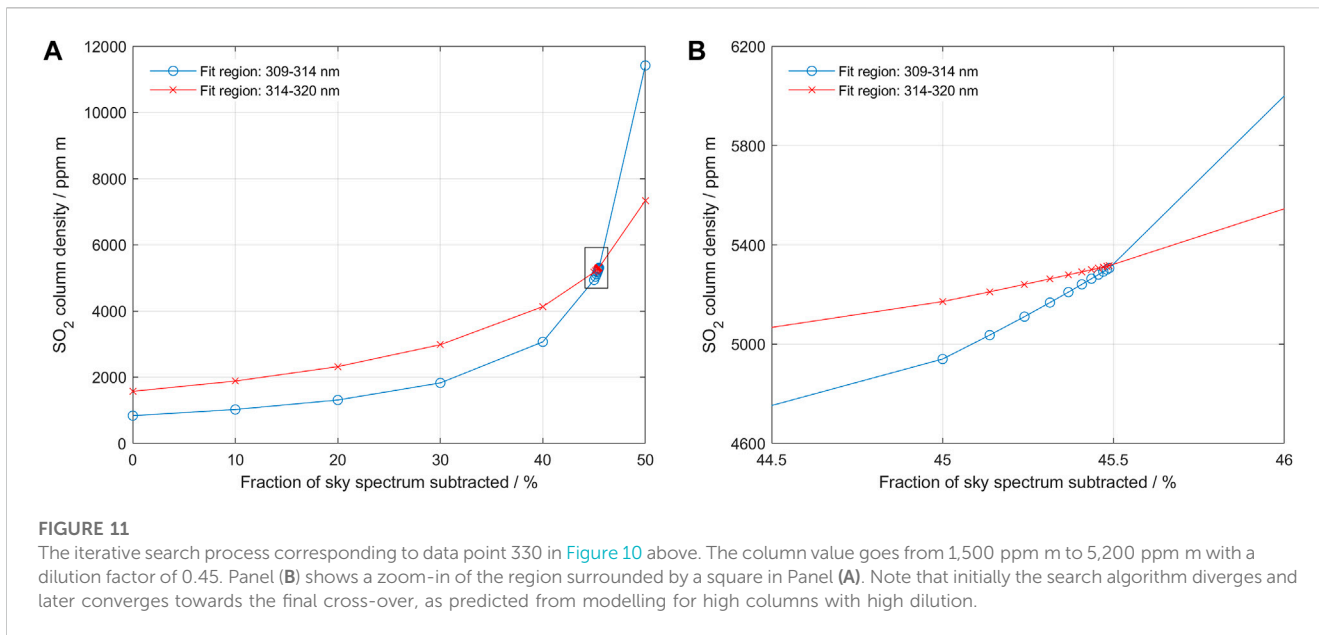 A
12000
10000
8000
6000
4000
2000
0
SO2 column density / ppm m
Fit region: 309-314 nm
Fit region: 314-320 nm
0 10 20 30 40 50
Fraction of sky spectrum subtracted / %
B
6200
5800
5400
5000
4600
SO2 column density / ppm m
Fit region: 309-314 nm
Fit region: 314-320 nm
44.5 45 45.5 46
Fraction of sky spectrum subtracted / %
FIGURE 11
The iterative search process corresponding to data point 330 in Figure 10 above. The column value goes from 1,500 ppm m to 5,200 ppm m with a
dilution factor of 0.45. Panel (B) shows a zoom-in of the region surrounded by a square in Panel (A). Note that initially the search algorithm diverges and
later converges towards the final cross-over, as predicted from modelling for high columns with high dilution.